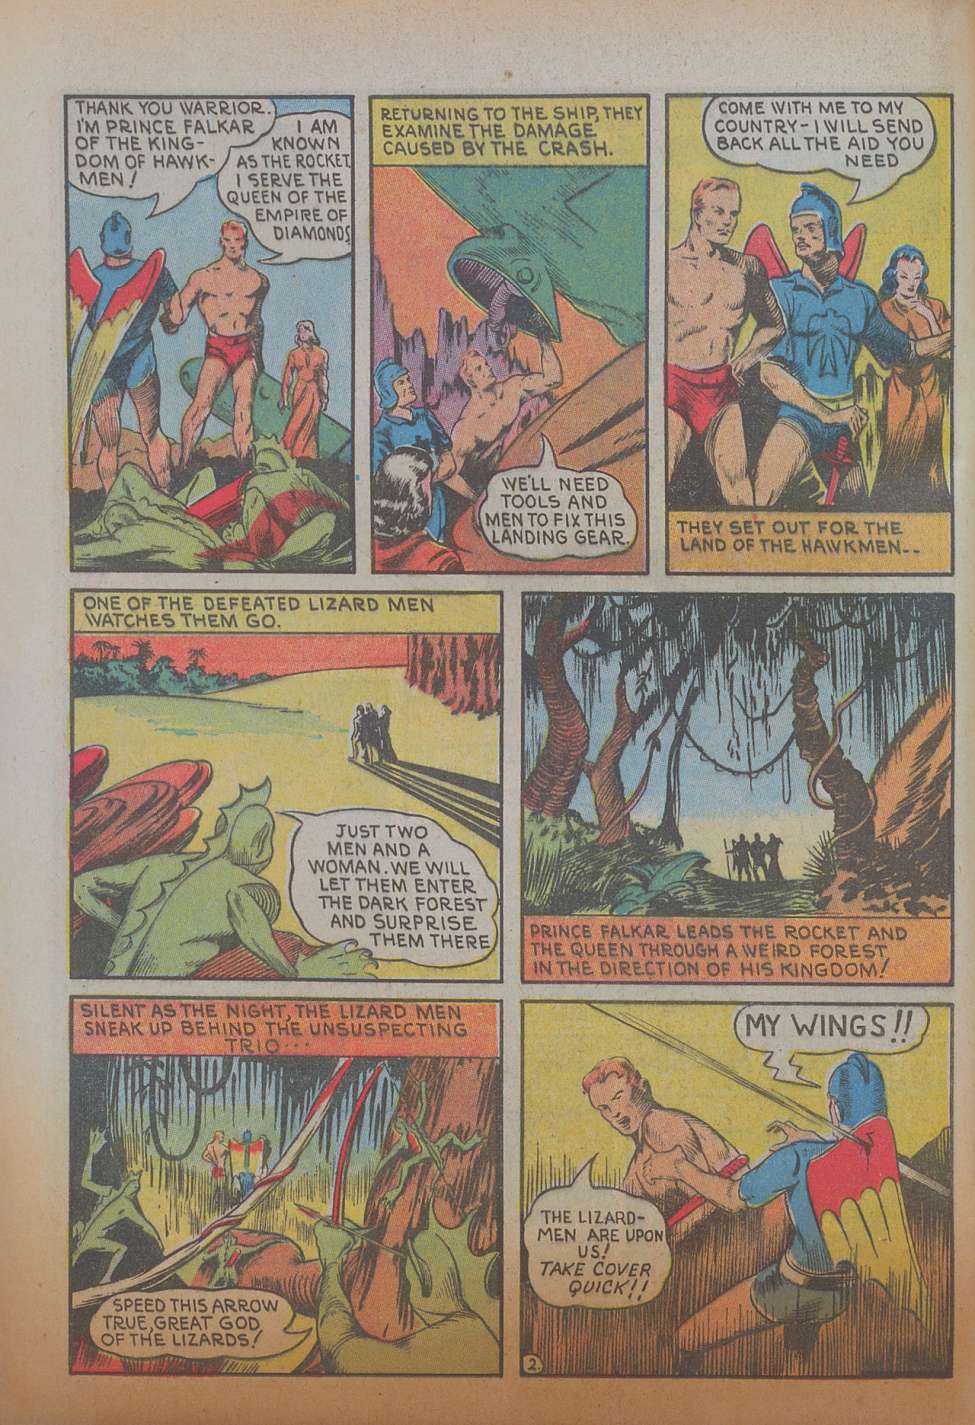 THANK YOU WARRIOR.
I'M PRINCE FALKAR
OF THE KING-
DOM OF HAWK-
MEN!
I AM
KNOWN
AS THE ROCKET.
I SERVE THE
QUEEN OF THE
EMPIRE OF
DIAMONDS
RETURNING TO THE SHIP, THEY
EXAMINE THE DAMAGE
CAUSED BY THE CRASH.
WE'LL NEED
TOOLS AND
MEN TO FIX THIS
LANDING GEAR.
COME WITH ME TO MY
COUNTRY-I WILL SEND
BACK ALL THE AID YOU
NEED
THEY SET OUT FOR THE
LAND OF THE HAWKMEN--
ONE OF THE DEFEATED LIZARD MEN
WATCHES THEM GO.
JUST TWO
MEN AND A
WOMAN. WE WILL
LET THEM ENTER
THE DARK FOREST
AND SURPRISE
THEM THERE
PRINCE FALKAR LEADS THE ROCKET AND
THE QUEEN THROUGH A WEIRD FOREST
IN THE DIRECTION OF HIS KINGDOM!
SILENT AS THE NIGHT, THE LIZARD MEN
SNEAK UP BEHIND THE UNSUSPECTING
TRIO...
SPEED THIS ARROW
TRUE, GREAT GOD
OF THE LIZARDS!
MY WINGS!!
THE LIZARD-
MEN ARE UPON
US!
TAKE COVER
QUICK!!
2.